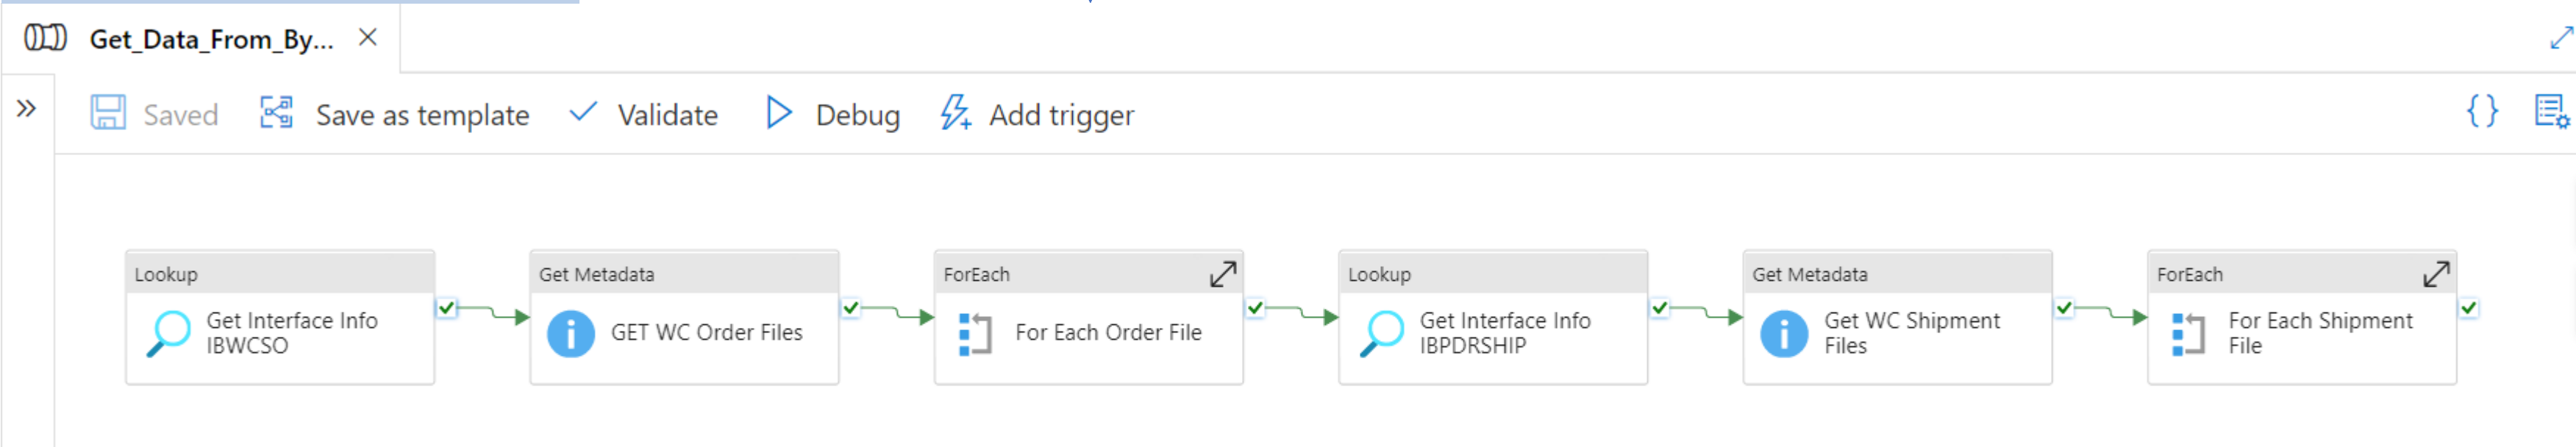 Get_Data_From_By...
Saved Save as template Validate Debug Add trigger
Lookup
Get Interface Info
IBWCSO
Get Metadata
GET WC Order Files
ForEach
For Each Order File
Lookup
Get Interface Info
IBPDRSHIP
Get Metadata
Get WC Shipment
Files
ForEach
For Each Shipment
File